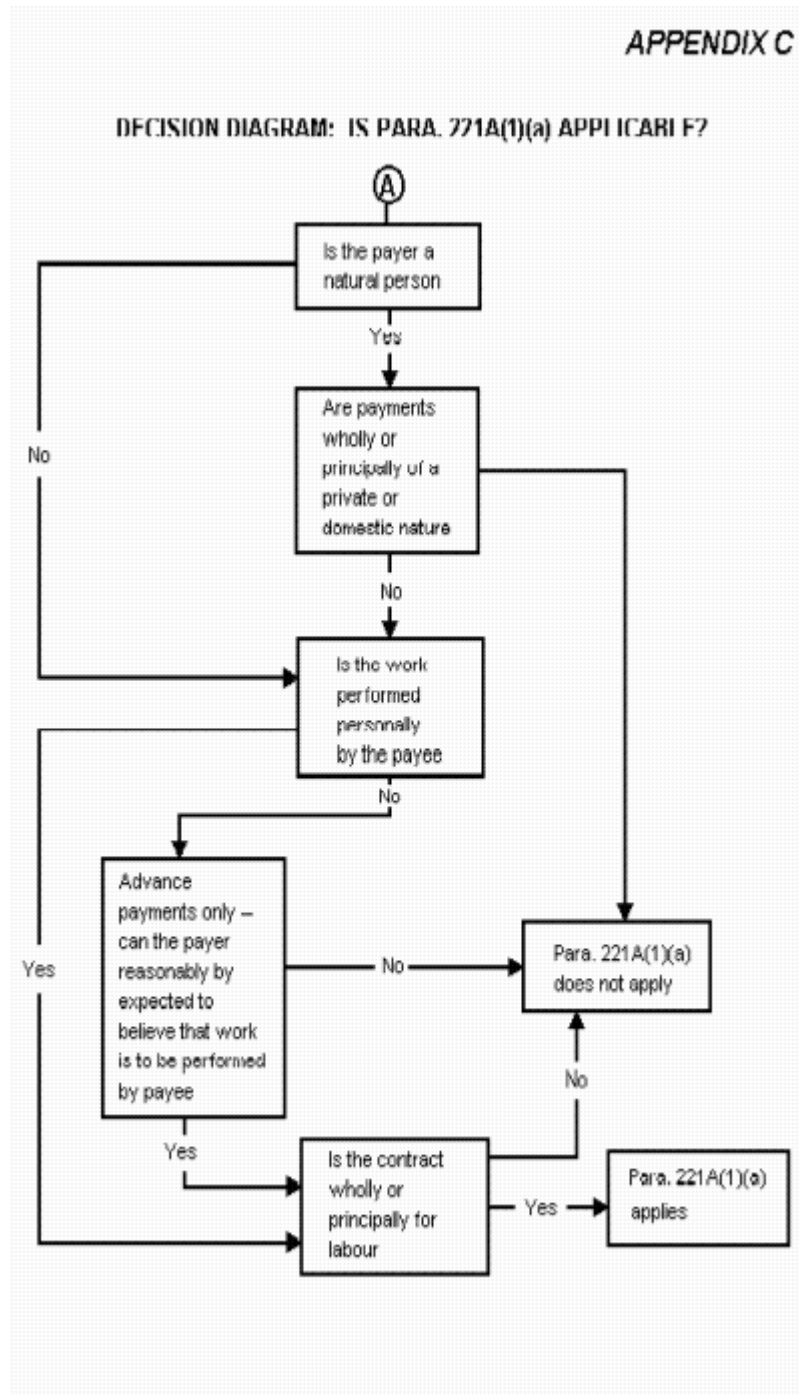 APPENDIX C
DECISION DIAGRAM: IS PARA. 221A(1)(a) APPLICABLE?
A
Is the payer a
natural person
Yes
Are payments
wholly or
principally of a
private or
domestic nature
No
No
Is the work
performed
personally
by the payee
No
Advance
payments only –
can the payer
reasonably by
expected to
believe that work
is to be performed
by payee
Yes
No
Para. 221A(1)(a)
does not apply
No
Yes
Is the contract
wholly or
principally for
labour
Yes
Para. 221A(1)(a)
applies